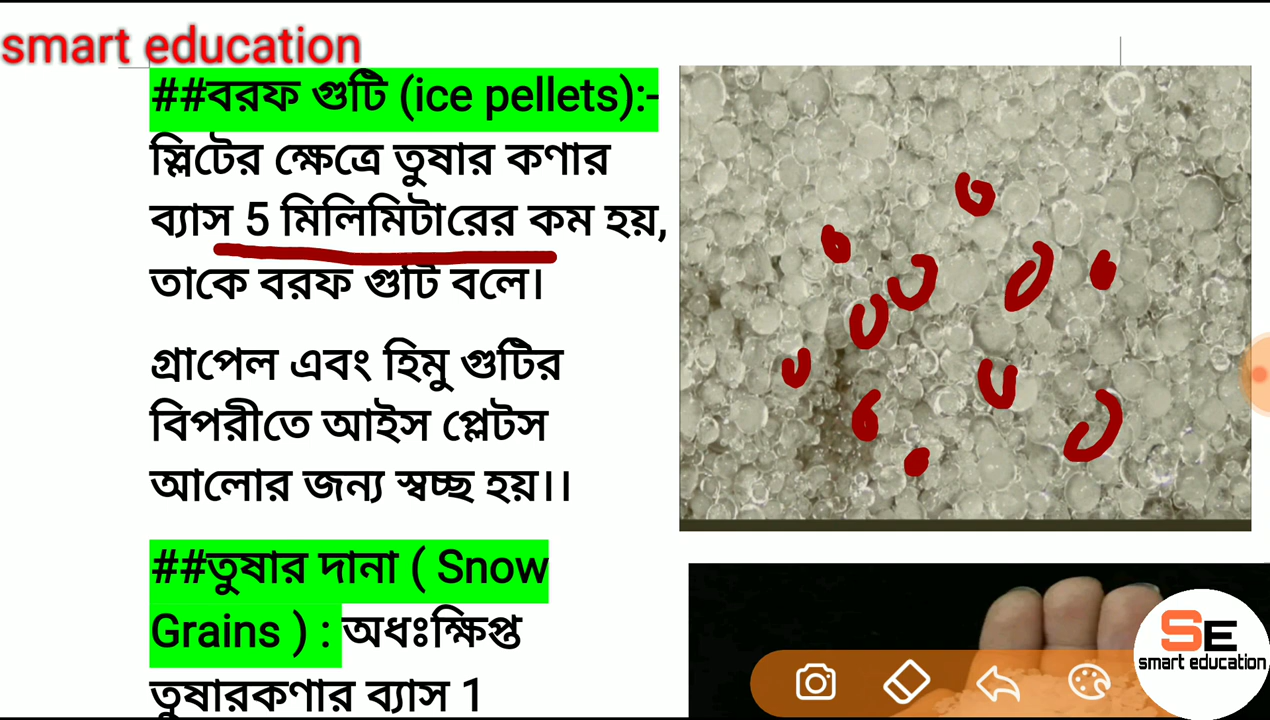 smart education
##বরফ গুটি (ice pellets):-
স্লিটের ক্ষেত্রে তুষার কণার
ব্যাস 5 মিলিমিটারের কম হয়,
তাকে বরফ গুটি বলে।
গ্রাপেল এবং হিমু গুটির
বিপরীতে আইস প্লেটস
আলোর জন্য স্বচ্ছ হয়।।
##তুষার দানা ( Snow
Grains ) : অধঃক্ষিপ্ত
তুষারকণার ব্যাস 1
SE
smart education